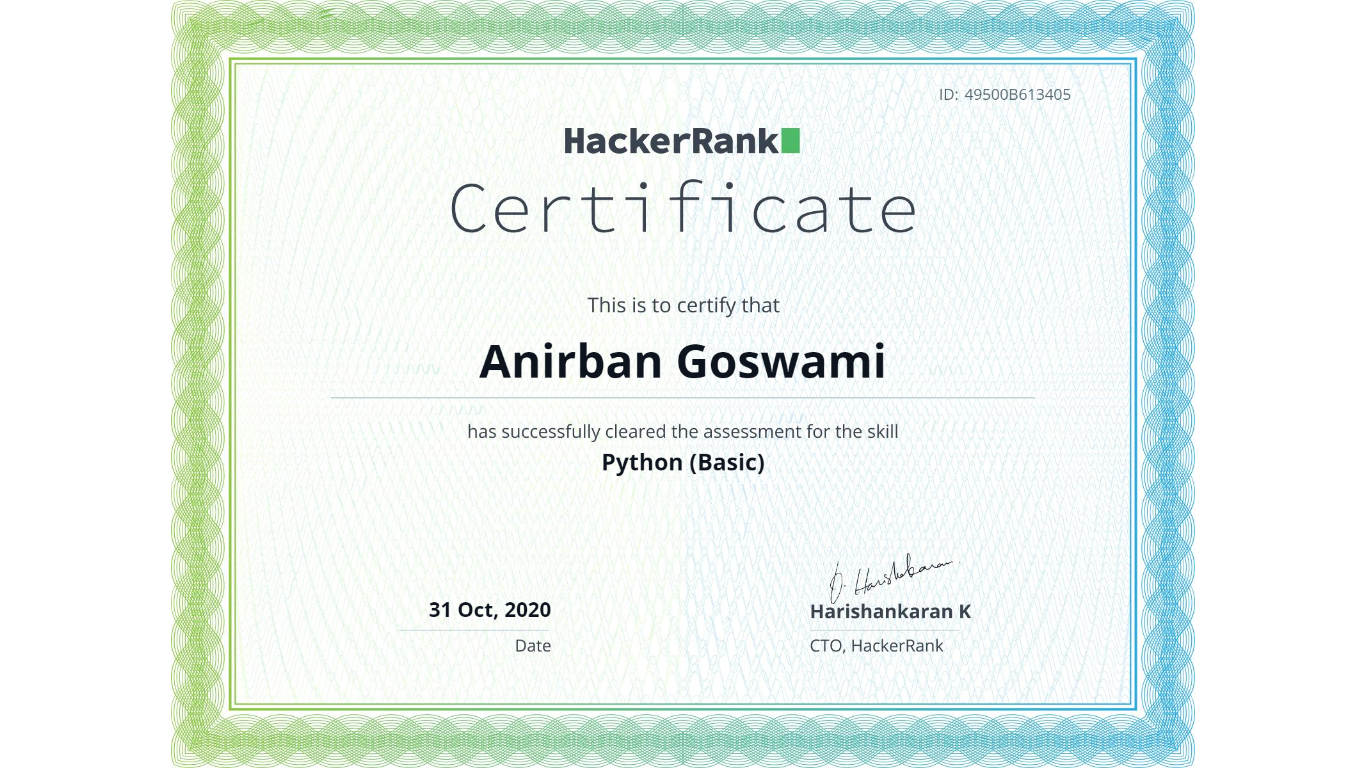 ID: 49500B613405
HackerRank
Certificate
This is to certify that
Anirban Goswami
has successfully cleared the assessment for the skill
Python (Basic)
31 Oct, 2020
Date
Harishankaran K
CTO, HackerRank